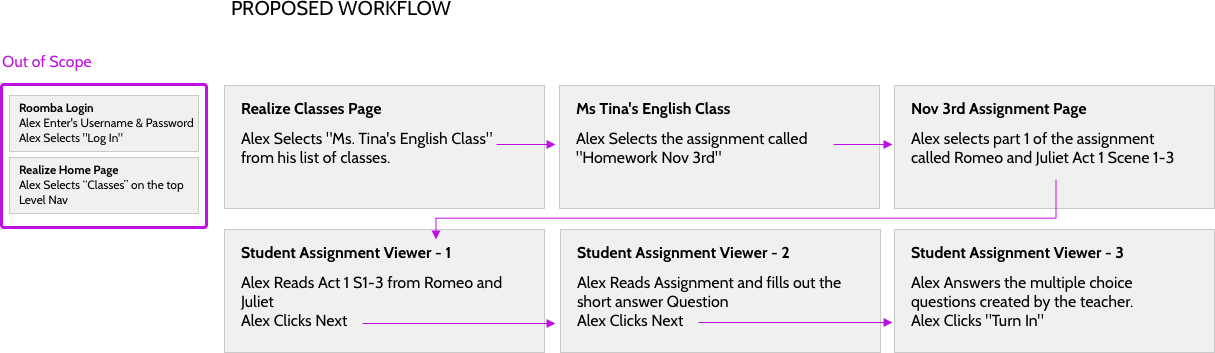 PROPOSED WORKFLOW
Out of Scope
Roomba Login
Alex Enter's Username & Password
Alex Selects "Log In"
Realize Home Page
Alex Selects "Classes" on the top
Level Nav
Realize Classes Page
Alex Selects "Ms. Tina's English Class"
from his list of classes.
Ms Tina's English Class
Alex Selects the assignment called
"Homework Nov 3rd"
Nov 3rd Assignment Page
Alex selects part 1 of the assignment
called Romeo and Juliet Act 1 Scene 1-3
Student Assignment Viewer - 1
Alex Reads Act 1 S1-3 from Romeo and
Juliet
Alex Clicks Next
Student Assignment Viewer - 2
Alex Reads Assignment and fills out the
short answer Question
Alex Clicks Next
Student Assignment Viewer - 3
Alex Answers the multiple choice
questions created by the teacher.
Alex Clicks "Turn In"